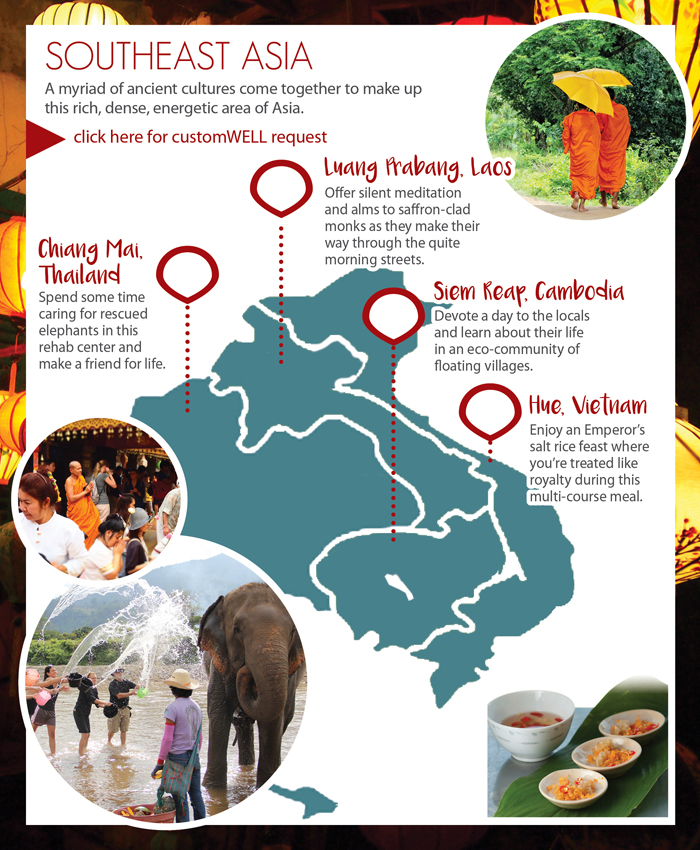 SOUTHEAST ASIA
A myriad of ancient cultures come together to make up
this rich, dense, energetic area of Asia.
click here for customWELL request
Luang Prabang, Laos
Offer silent meditation
and alms to saffron-clad
monks as they make their
way through the quite
morning streets.
Chiang Mai,
Thailand
Spend some time
caring for rescued
elephants in this
rehab center and
make a friend for life.
Siem Reap, Cambodia
Devote a day to the locals
and learn about their life
in an eco-community of
floating villages.
Hue, Vietnam
Enjoy an Emperor's
salt rice feast where
you're treated like
royalty during this
multi-course meal.